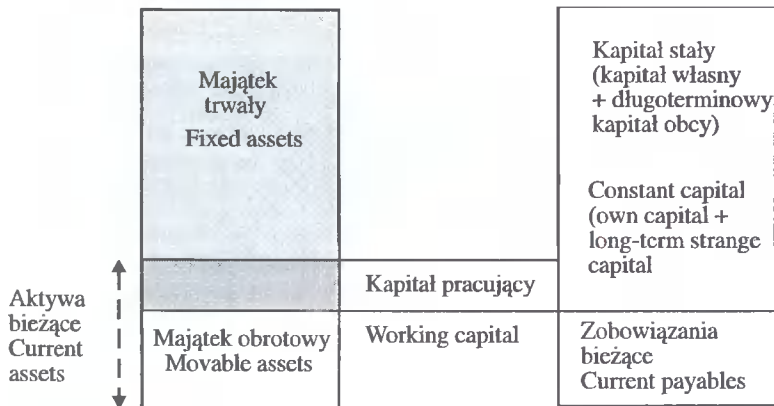 Majątek
trwały
Fixed assets
Kapitał stały
(kapitał własny
+ długoterminowy
kapitał obcy)
Constant capital
(own capital +
long-term strange
capital
Aktywa
bieżące
Current
assets
Kapitał pracujący
Majątek obrotowy
Movable assets
Working capital
Zobowiązania
bieżące
Current payables